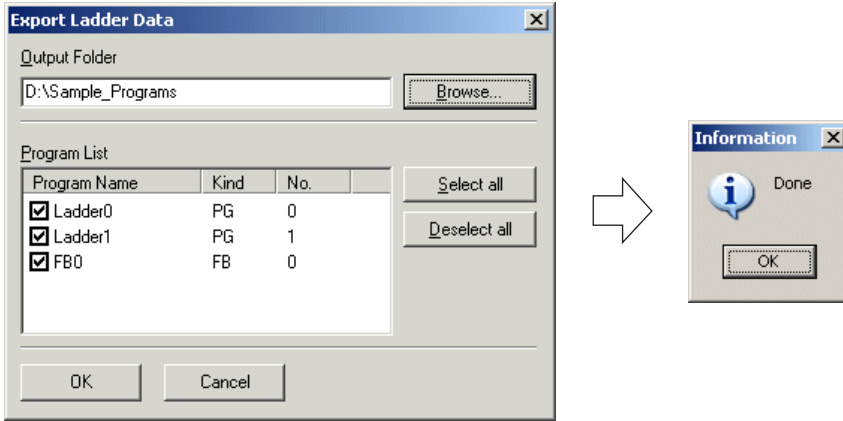 Export Ladder Data
Output Folder
D:\Sample_Programs
Browse...
Program List
Program Name Kind No.
Ladder0 PG 0
Ladder1 PG 1
FB0 FB 0
Select all
Deselect all
OK Cancel
Information
Done
OK